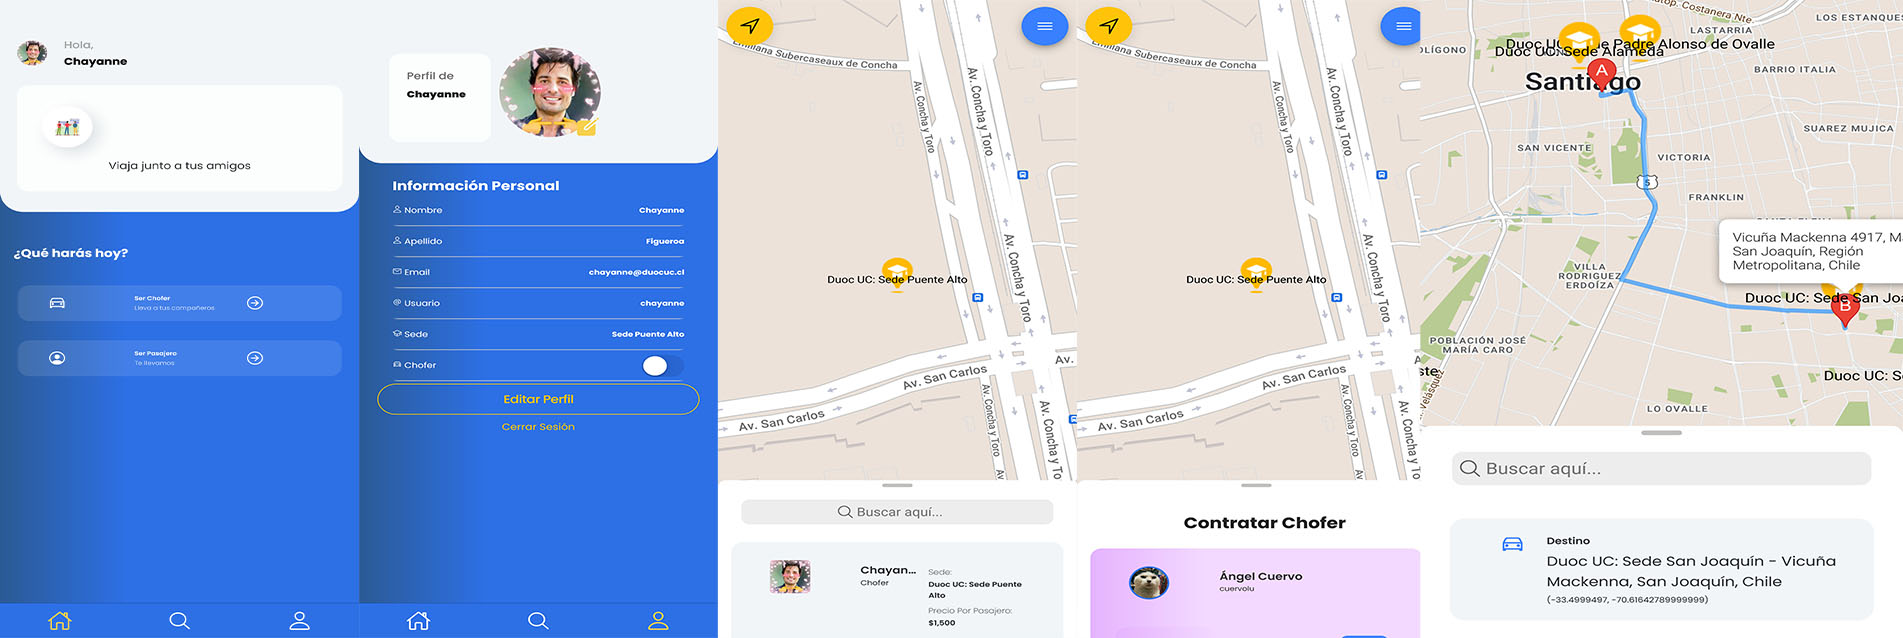 Hola,
Chayanne
Viaja junto a tus amigos
¿Qué harás hoy?
Ser Chofer
Lleva a tus compañeros
Ser Pasajero
Te llevamos
Perfil de
Chayanne
Información Personal
Nombre
Chayanne
Apellido
Figueroa
Email
chayanne@duocuc.cl
Usuario
chayanne
Sede
Sede Puente Alto
Chofer
Editar Perfil
Cerrar Sesión
Emiliana Subercaseaux de Concha
Av. Concha y Toro
Av. Concha y Toro
Duoc UC: Sede Puente Alto
Av. Concha y Toro
Av. San Carlos
Av.
Av. San Carlos
Av. Concha y Toro
Av. Concha y To
Av
Buscar aquí...
Chayan...
Chofer
Sede:
Duoc UC: Sede Puente
Alto
Precio Por Pasajero:
$1,500
Emiliana Subercaseaux de Concha
Av. Concha y Toro
Av. Concha y Toro
Duoc UC: Sede Puente Alto
Av. Concha y Toro
Av. San Carlos
Av. San Carlos
Av. Concha y Toro
Contratar Chofer
Ángel Cuervo
cuervolu
Costanera Nte.
LOS ESTANQUES
LASTARRIA
OLÍGONO
Duoc UC: Sede Alameda
e Padre Alonso de Ovalle
BARRIO ITALIA
Santiago
A
SUAREZ MUJICA
SAN VICENTE
VICTORIA
5
FRANKLIN
Vicuña Mackenna 4917, M
San Joaquín, Región
Metropolitana, Chile
VILLA
RODRIGUEZ
ERDOÍZA
Duoc UC: Sede San Joa
B
POBLACIÓN JOSÉ
MARÍA CARO
ste
Duoc UC: S
Velásquez
LO OVALLE
Buscar aquí...
Destino
Duoc UC: Sede San Joaquín - Vicuña
Mackenna, San Joaquín, Chile
(-33.4999497, -70.61642789999999)